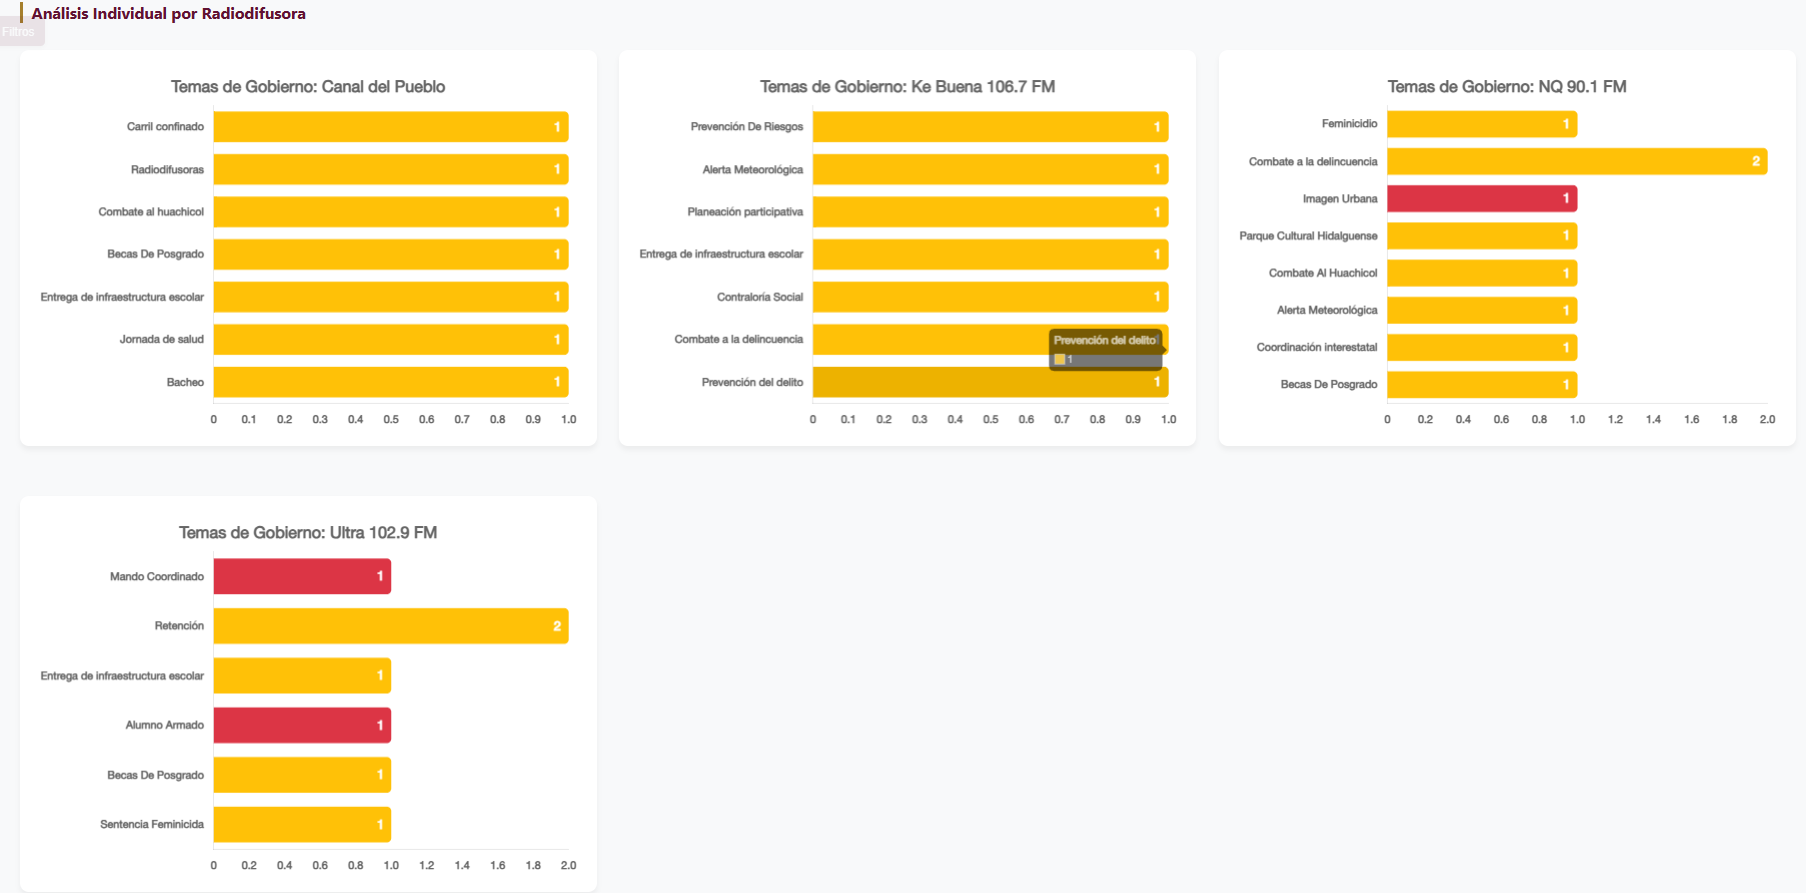 Análisis Individual por Radiodifusora
Filtros
Temas de Gobierno: Canal del Pueblo
Carril confinado 1
Radiodifusoras 1
Combate al huachicol 1
Becas De Posgrado 1
Entrega de infraestructura escolar 1
Jornada de salud 1
Bacheo 1
0 0.1 0.2 0.3 0.4 0.5 0.6 0.7 0.8 0.9 1.0
Temas de Gobierno: Ke Buena 106.7 FM
Prevención De Riesgos 1
Alerta Meteorológica 1
Planeación participativa 1
Entrega de infraestructura escolar 1
Contraloría Social 1
Combate a la delincuencia
Prevención del delito
1
Prevención del delito 1
0 0.1 0.2 0.3 0.4 0.5 0.6 0.7 0.8 0.9 1.0
Temas de Gobierno: NQ 90.1 FM
Feminicidio 1
Combate a la delincuencia 2
Imagen Urbana 1
Parque Cultural Hidalguense 1
Combate Al Huachicol 1
Alerta Meteorológica 1
Coordinación interestatal 1
Becas De Posgrado 1
0 0.2 0.4 0.6 0.8 1.0 1.2 1.4 1.6 1.8 2.0
Temas de Gobierno: Ultra 102.9 FM
Mando Coordinado 1
Retención 2
Entrega de infraestructura escolar 1
Alumno Armado 1
Becas De Posgrado 1
Sentencia Feminicida 1
0 0.2 0.4 0.6 0.8 1.0 1.2 1.4 1.6 1.8 2.0